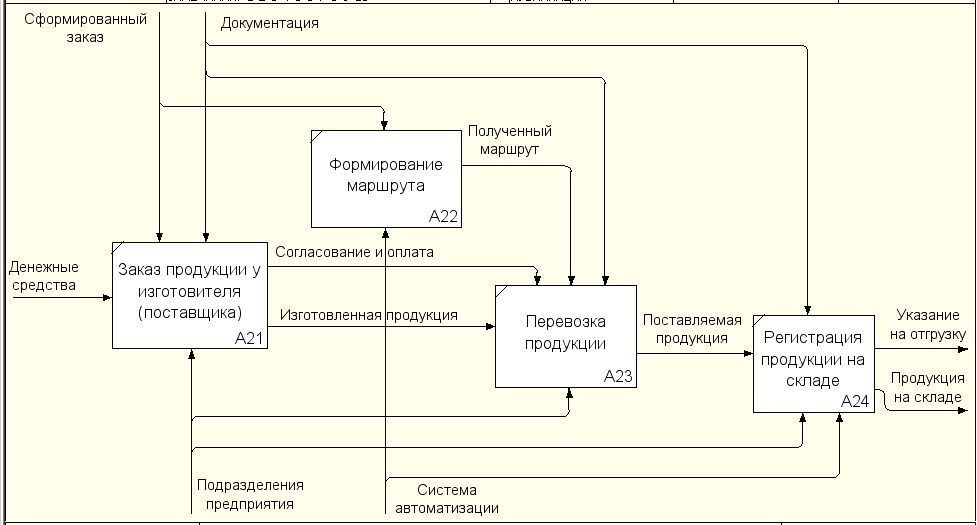 Сформированный
заказ
Документация
Полученный
маршрут
Формирование
маршрута
A22
Согласование и оплата
Денежные
средства
Заказ продукции у
изготовителя
(поставщика)
A21
Изготовленная продукция
Перевозка
продукции
A23
Поставляемая
продукция
Регистрация
продукции на
складе
A24
Указание
на отгрузку
Продукция
на складе
Подразделения
предприятия
Система
автоматизации